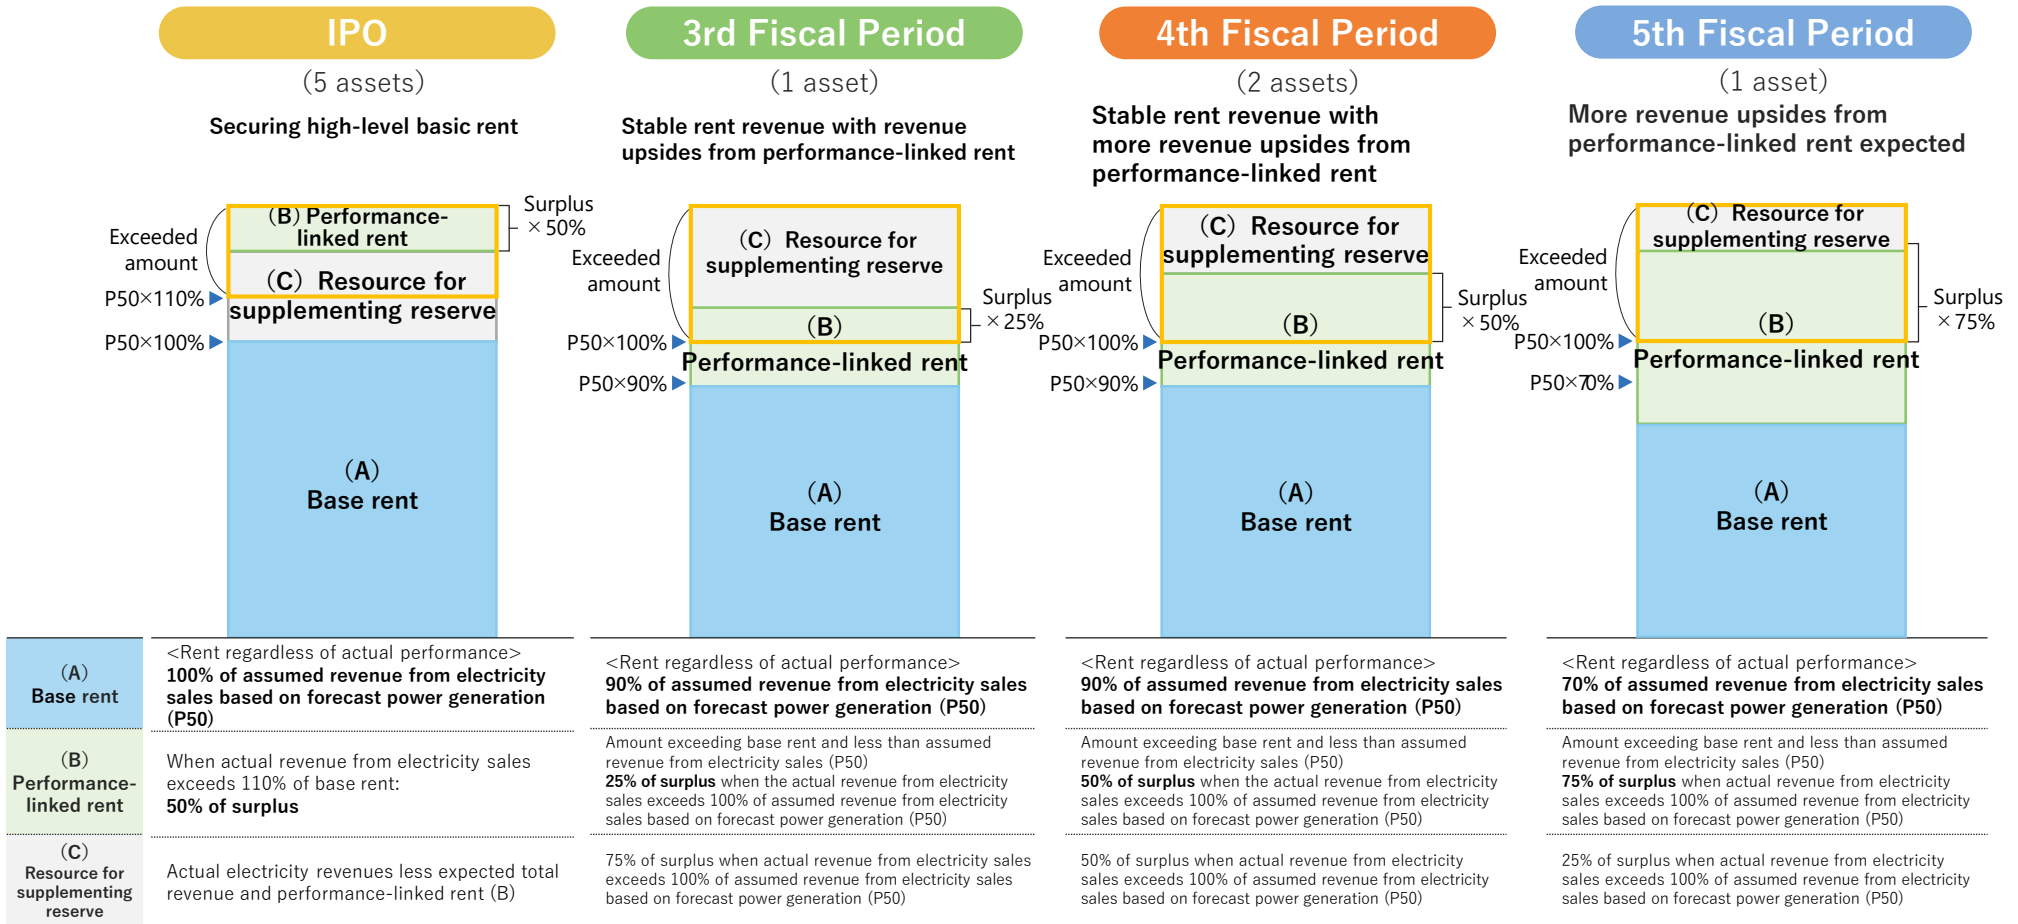 IPO
(5 assets)
Securing high-level basic rent
(B) Performance-
linked rent
Surplus
×50%
Exceeded
amount
(C) Resource for
supplementing reserve
P50×110%
P50×100%
(A)
Base rent
3rd Fiscal Period
(1 asset)
Stable rent revenue with revenue
upsides from performance-linked rent
(C) Resource for
supplementing reserve
Exceeded
amount
Surplus
×25%
(B)
Performance-linked rent
P50×100%
P50×90%
(A)
Base rent
4th Fiscal Period
(2 assets)
Stable rent revenue with
more revenue upsides from
performance-linked rent
(C) Resource for
supplementing reserve
Exceeded
amount
Surplus
×50%
(B)
Performance-linked rent
P50×100%
P50×90%
(A)
Base rent
5th Fiscal Period
(1 asset)
More revenue upsides from
performance-linked rent expected
(C) Resource for
supplementing reserve
Exceeded
amount
Surplus
×75%
(B)
Performance-linked rent
P50×100%
P50×70%
(A)
Base rent
(A)
Base rent
<Rent regardless of actual performance>
100% of assumed revenue from electricity
sales based on forecast power generation
(P50)
<Rent regardless of actual performance>
90% of assumed revenue from electricity sales
based on forecast power generation (P50)
<Rent regardless of actual performance>
90% of assumed revenue from electricity sales
based on forecast power generation (P50)
<Rent regardless of actual performance>
70% of assumed revenue from electricity sales
based on forecast power generation (P50)
(B)
Performance-
linked rent
When actual revenue from electricity sales
exceeds 110% of base rent:
50% of surplus
Amount exceeding base rent and less than assumed
revenue from electricity sales (P50)
25% of surplus when the actual revenue from electricity
sales exceeds 100% of assumed revenue from electricity
sales based on forecast power generation (P50)
Amount exceeding base rent and less than assumed
revenue from electricity sales (P50)
50% of surplus when the actual revenue from electricity
sales exceeds 100% of assumed revenue from electricity
sales based on forecast power generation (P50)
Amount exceeding base rent and less than assumed
revenue from electricity sales (P50)
75% of surplus when actual revenue from electricity
sales exceeds 100% of assumed revenue from electricity
sales based on forecast power generation (P50)
(C)
Resource for
supplementing
reserve
Actual electricity revenues less expected total
revenue and performance-linked rent (B)
75% of surplus when actual revenue from electricity sales
exceeds 100% of assumed revenue from electricity sales
based on forecast power generation (P50)
50% of surplus when actual revenue from electricity
sales exceeds 100% of assumed revenue from electricity
sales based on forecast power generation (P50)
25% of surplus when actual revenue from electricity
sales exceeds 100% of assumed revenue from electricity
sales based on forecast power generation (P50)